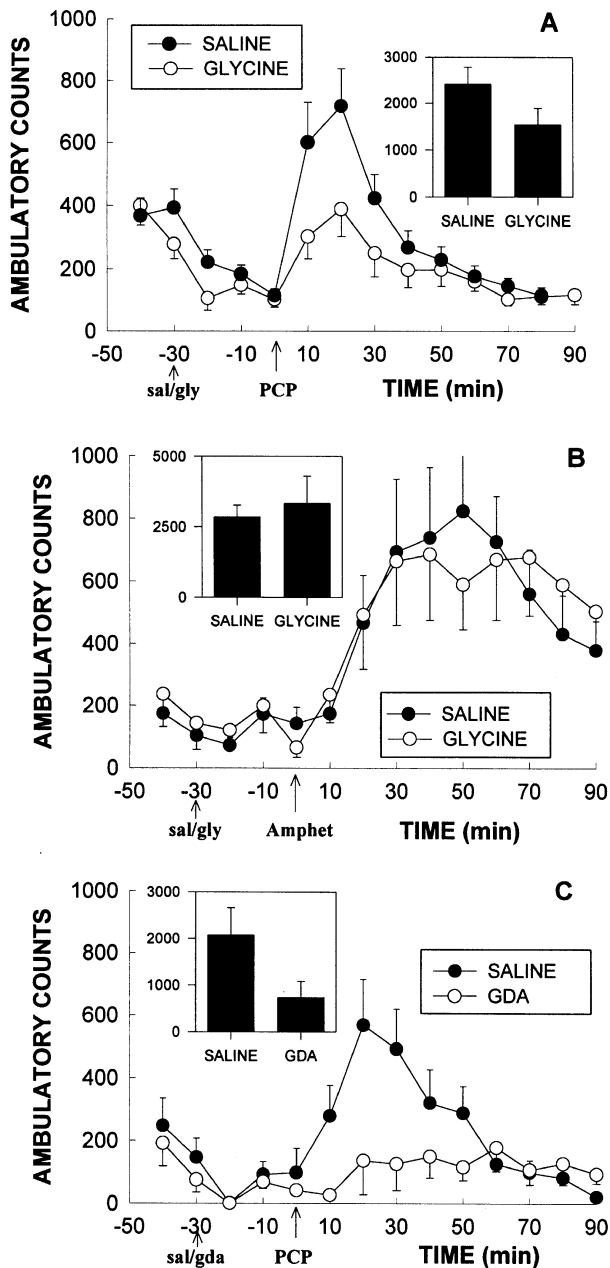 A
1000
800
600
400
200
0
AMBULATORY COUNTS
SALINE
GLYCINE
3000
2000
1000
0
SALINE GLYCINE
-50 -30 -10 10 30 50 70 90
sal/gly PCP TIME (min)
B
1000
800
600
400
200
0
AMBULATORY COUNTS
5000
2500
0
SALINE GLYCINE
SALINE
GLYCINE
-50 -30 -10 10 30 50 70 90
sal/gly Amphet TIME (min)
C
1000
800
600
400
200
0
AMBULATORY COUNTS
3000
2000
1000
0
SALINE GDA
SALINE
GDA
-50 -30 -10 10 30 50 70 90
sal/gda PCP TIME (min)